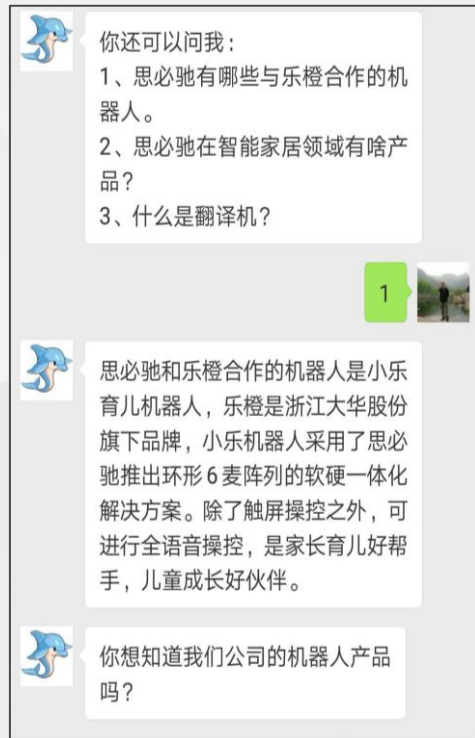 你还可以问我：
1、思必驰有哪些与乐橙合作的机
器人。
2、思必驰在智能家居领域有啥产
品？
3、什么是翻译机？
1
思必驰和乐橙合作的机器人是小乐
育儿机器人，乐橙是浙江大华股份
旗下品牌，小乐机器人采用了思必
驰推出环形6麦阵列的软硬一体化
解决方案。除了触屏操控之外，可
进行全语音操控，是家长育儿好帮
手，儿童成长好伙伴。
你想知道我们公司的机器人产品
吗？